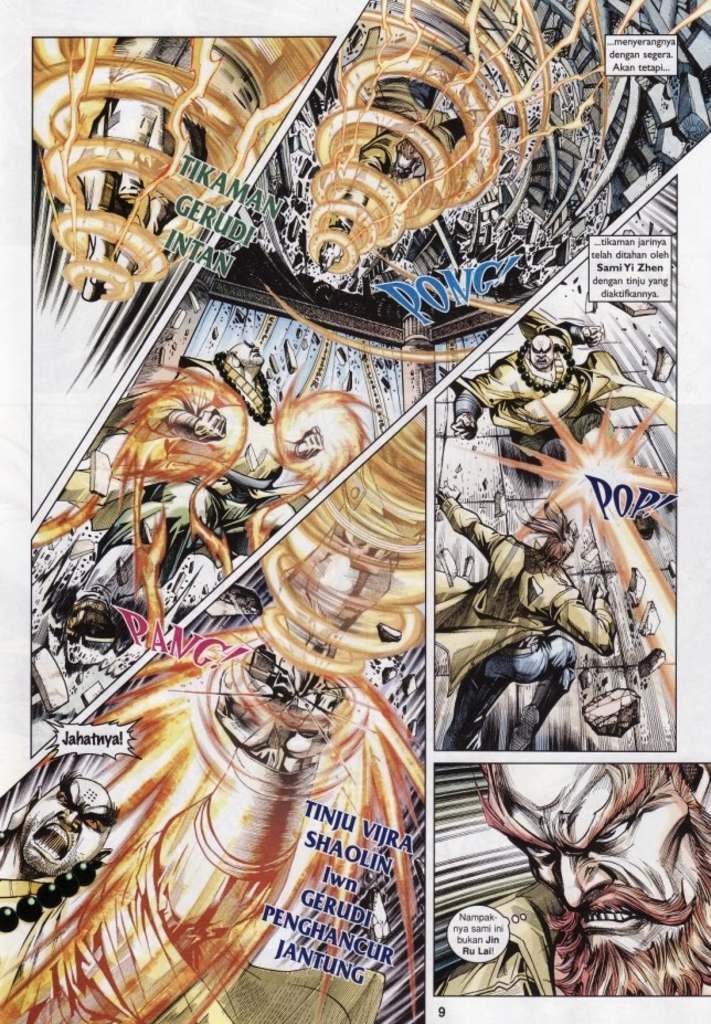 ...menyerangnya
dengan segera.
Akan tetapi...
TIKAMAN
GERUDI
INTAN
PONG!
...tikaman jarinya
telah ditahan oleh
Sami Yi Zhen
dengan tinju yang
diaktifkannya.
POP!
PANG!
Jahatnya!
TINJU VIJRA
SHAOLIN
lwn
GERUDI
PENGHANCUR
JANTUNG
Nampak-
nya sami ini
bukan Jin
Ru Lai!
9